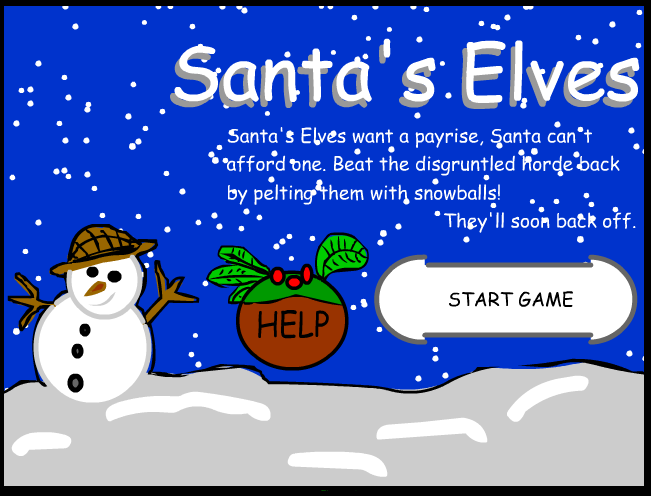 Santa's Elves
Santa's Elves want a payrise, Santa can't
afford one. Beat the disgruntled horde back
by pelting them with snowballs!
They'll soon back off.
START GAME
HELP